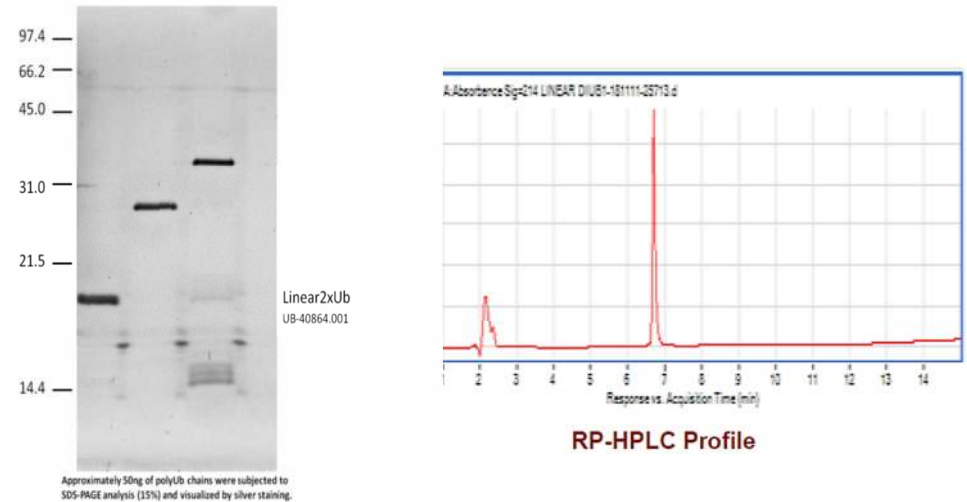 97.4
66.2
45.0
31.0
21.5
14.4
Linear2xUb
UB-40864.001
Approximately 50ng of polyUb chains were subjected to
SDS-PAGE analysis (15%) and visualized by silver staining.
A:Absorbence Sig=214 LINEAR DIUB1-181111-25713.d
1 2 3 4 5 6 7 8 9 10 11 12 13 14
Response vs. Acquisition Time (min)
RP-HPLC Profile